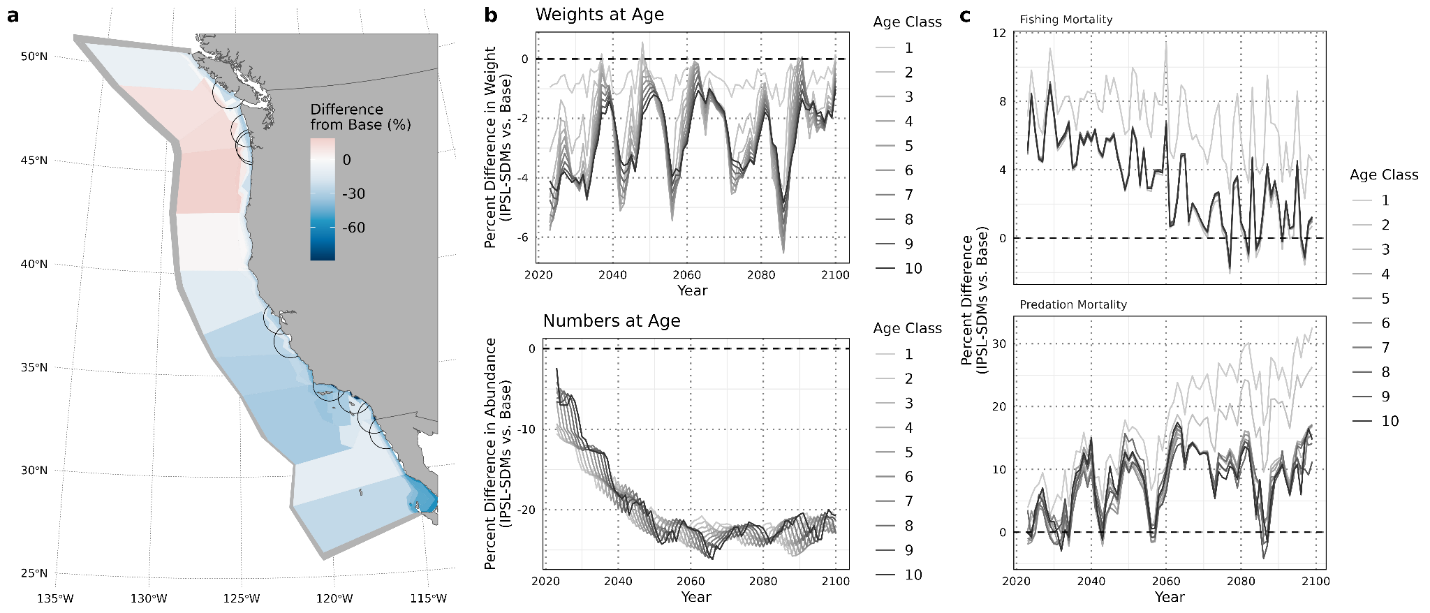 a
50°N
45°N
40°N
35°N
30°N
25°N
135°W
130°W
125°W
120°W
115°W
Difference
from Base (%)
0
-30
-60
b
Weights at Age
Percent Difference in Weight
(IPSL-SDMs vs. Base)
0
-2
-4
-6
2020
2040
2060
2080
2100
Year
Age Class
1
2
3
4
5
6
7
8
9
10
Numbers at Age
Percent Difference in Abundance
(IPSL-SDMs vs. Base)
0
-10
-20
2020
2040
2060
2080
2100
Year
Age Class
1
2
3
4
5
6
7
8
9
10
c
Fishing Mortality
12
8
4
0
Predation Mortality
Percent Difference
(IPSL-SDMs vs. Base)
30
20
10
0
2020
2040
2060
2080
2100
Year
Age Class
1
2
3
4
5
6
7
8
9
10